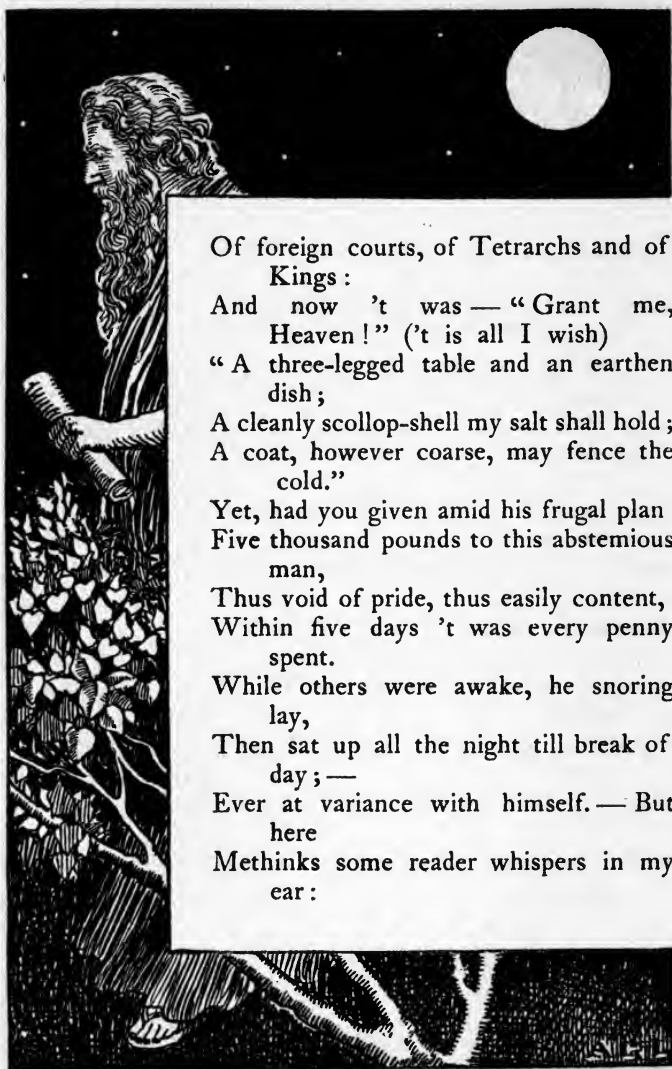 Of foreign courts, of Tetrarchs and of
Kings :
And now 't was — “ Grant me,
Heaven ! ” ('t is all I wish)
“ A three-legged table and an earthen
dish ;
A cleanly scollop-shell my salt shall hold ;
A coat, however coarse, may fence the
cold.”
Yet, had you given amid his frugal plan
Five thousand pounds to this abstemious
man,
Thus void of pride, thus easily content,
Within five days 't was every penny
spent.
While others were awake, he snoring
lay,
Then sat up all the night till break of
day ; —
Ever at variance with himself. — But
here
Methinks some reader whispers in my
ear :